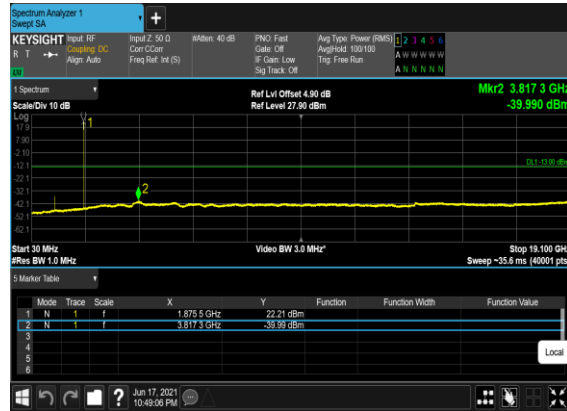 Spectrum Analyzer 1
Swept SA
+
KEYSIGHT Input: RF Input Z: 50 Ω #Atten: 40 dB PNO: Fast Avg Type: Power (RMS) 1 2 3 4 5 6
R T Coupling: DC Corr CCorr Gate: Off Avg|Hold: 100/100 A W W W W W
Align: Auto Freq Ref: Int (S) IF Gain: Low Trig: Free Run
Sig Track: Off A N N N N N
1 Spectrum Ref Lvl Offset 4.90 dB Mkr2 3.817 3 GHz
Scale/Div 10 dB Ref Level 27.90 dBm -39.990 dBm
Log
17.9
1
7.90
-2.10
-12.1
DL1 -13.00 dBm
-22.1
-32.1
2
-42.1
-52.1
-62.1
Start 30 MHz Video BW 3.0 MHz* Stop 19.100 GHz
#Res BW 1.0 MHz Sweep ~35.6 ms (40001 pts)
5 Marker Table
Mode Trace Scale X Y Function Function Width Function Value
1 N 1 f 1.875 5 GHz 22.21 dBm
2 N 1 f 3.817 3 GHz -39.99 dBm
3
4
5
6
Local
? Jun 17, 2021
10:49:06 PM